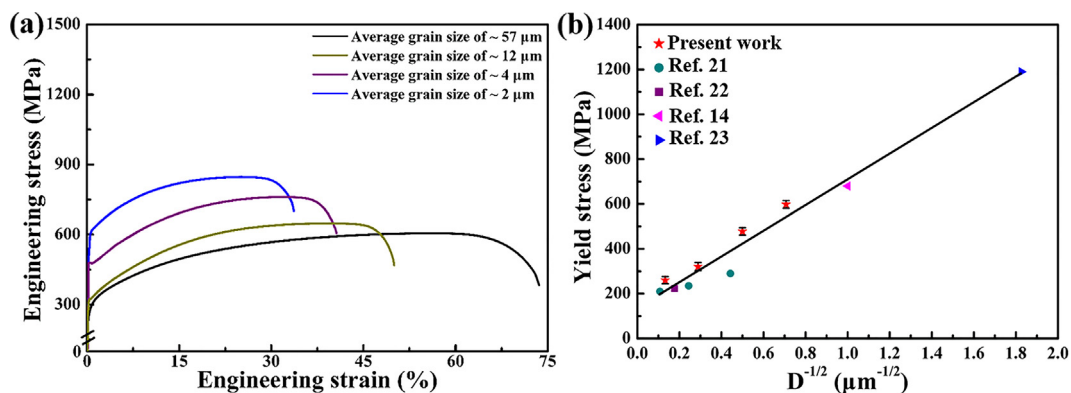 (a)
1500
1200
900
600
300
0
Engineering stress (MPa)
Average grain size of ~ 57 µm
Average grain size of ~ 12 µm
Average grain size of ~ 4 µm
Average grain size of ~ 2 µm
0 15 30 45 60 75
Engineering strain (%)
(b)
1400
1200
1000
800
600
400
200
0
Yield stress (MPa)
Present work
Ref. 21
Ref. 22
Ref. 14
Ref. 23
0.0 0.2 0.4 0.6 0.8 1.0 1.2 1.4 1.6 1.8 2.0
D-1/2 (µm-1/2)